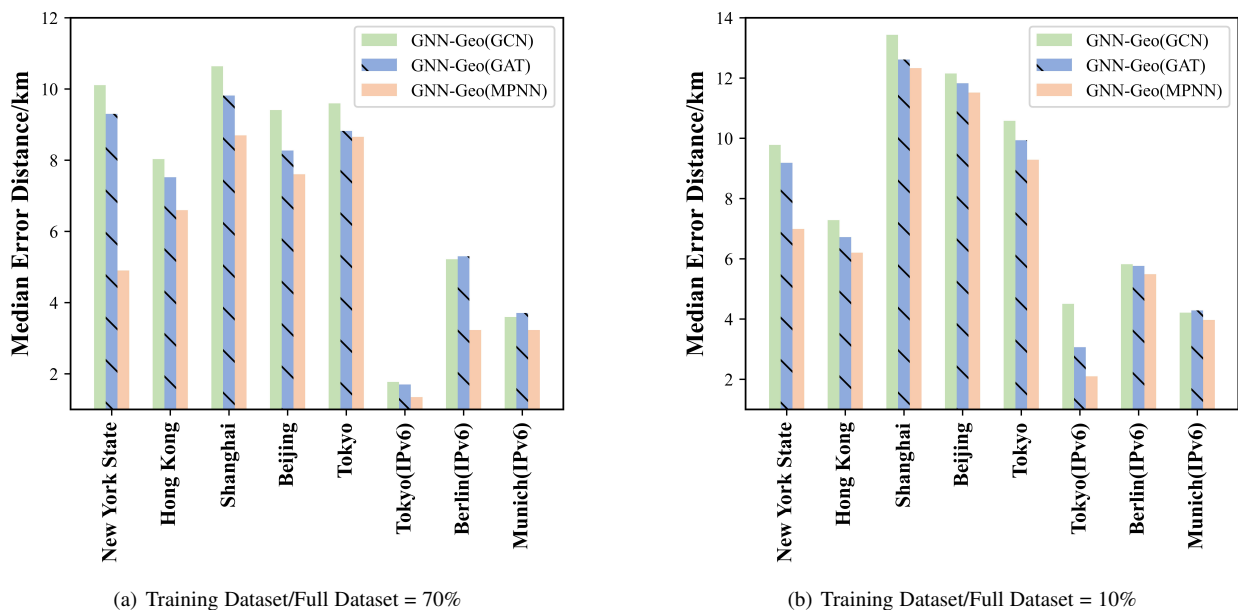 12
10
8
6
4
2
Median Error Distance/km
GNN-Geo(GCN)
GNN-Geo(GAT)
GNN-Geo(MPNN)
New York State
Hong Kong
Shanghai
Beijing
Tokyo
Tokyo(IPv6)
Berlin(IPv6)
Munich(IPv6)
(a) Training Dataset/Full Dataset = 70%
14
12
10
8
6
4
2
Median Error Distance/km
GNN-Geo(GCN)
GNN-Geo(GAT)
GNN-Geo(MPNN)
New York State
Hong Kong
Shanghai
Beijing
Tokyo
Tokyo(IPv6)
Berlin(IPv6)
Munich(IPv6)
(b) Training Dataset/Full Dataset = 10%